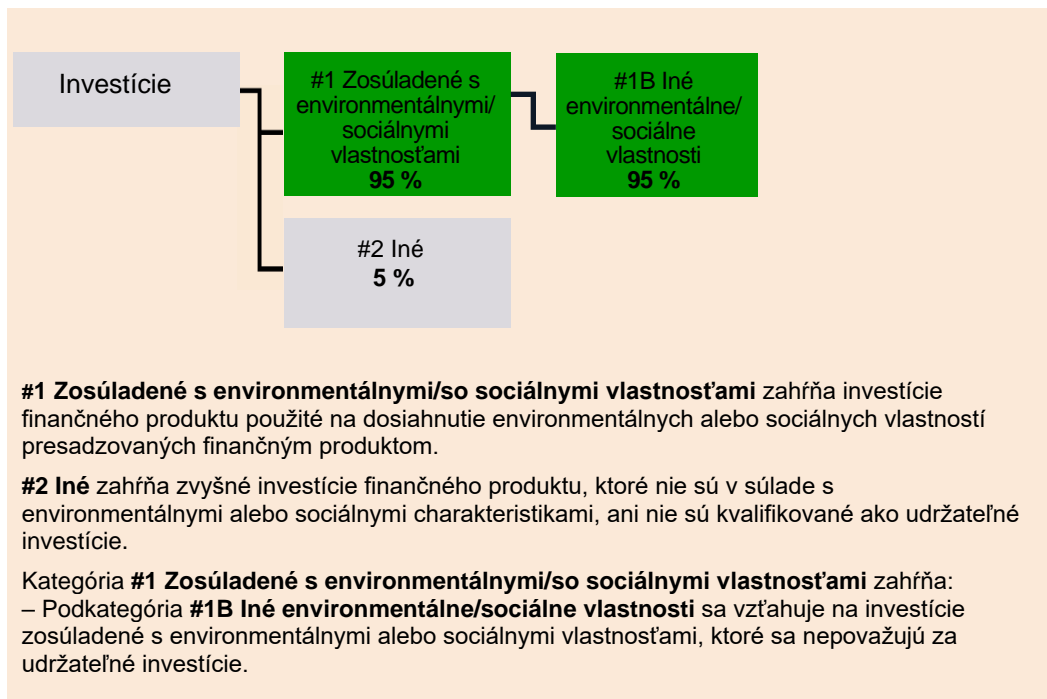 Investície
#1 Zosúladené s
environmentálnymi/
sociálnymi
vlastnosťami
95 %
#1B Iné
environmentálne/
sociálne
vlastnosti
95 %
#2 Iné
5 %
#1 Zosúladené s environmentálnymi/so sociálnymi vlastnosťami zahŕňa investície
finančného produktu použité na dosiahnutie environmentálnych alebo sociálnych vlastností
presadzovaných finančným produktom.
#2 Iné zahŕňa zvyšné investície finančného produktu, ktoré nie sú v súlade s
environmentálnymi alebo sociálnymi charakteristikami, ani nie sú kvalifikované ako udržateľné
investície.
Kategória #1 Zosúladené s environmentálnymi/so sociálnymi vlastnosťami zahŕňa:
– Podkategória #1B Iné environmentálne/sociálne vlastnosti sa vzťahuje na investície
zosúladené s environmentálnymi alebo sociálnymi vlastnosťami, ktoré sa nepovažujú za
udržateľné investície.